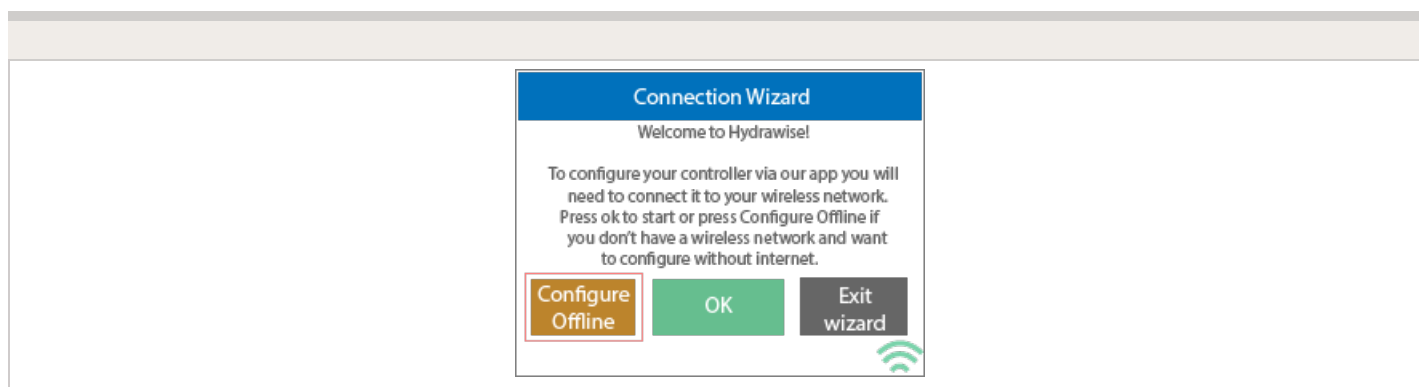 Connection Wizard
Welcome to Hydrawise!
To configure your controller via our app you will
need to connect it to your wireless network.
Press ok to start or press Configure Offline if
you don't have a wireless network and want
to configure without internet.
Configure
Offline
OK
Exit
wizard